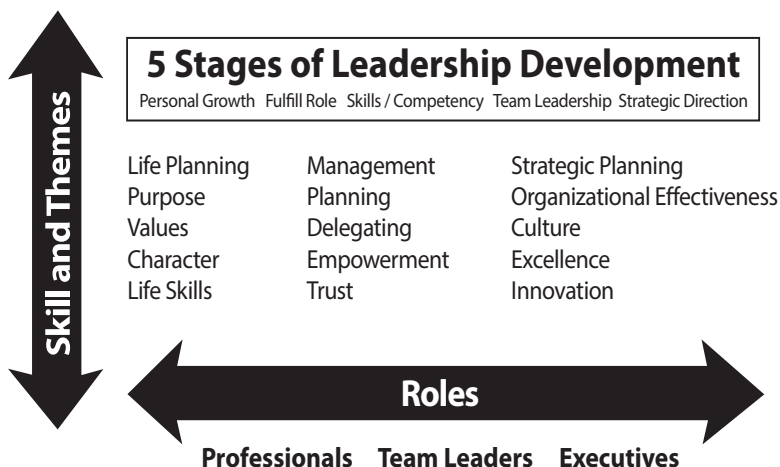 5 Stages of Leadership Development
Personal Growth Fulfill Role Skills / Competency Team Leadership Strategic Direction
Skill and Themes
Life Planning Management Strategic Planning
Purpose Planning Organizational Effectiveness
Values Delegating Culture
Character Empowerment Excellence
Life Skills Trust Innovation
Roles
Professionals Team Leaders Executives